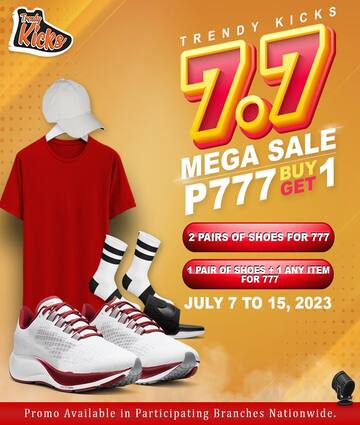 Trendy
Kicks
TRENDY KICKS
7.7
MEGA SALE
P777 BUY 1
GET
2 PAIRS OF SHOES FOR 777
1 PAIR OF SHOES + 1 ANY ITEM
FOR 777
JULY 7 TO 15, 2023
Promo Available in Participating Branches Nationwide.